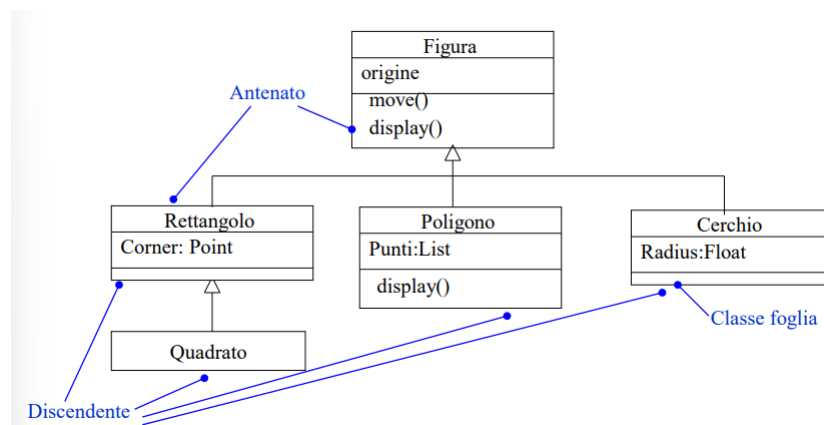 Figura
origine
Antenato
move()
display()
Rettangolo
Corner: Point
Poligono
Punti:List
display()
Cerchio
Radius:Float
Classe foglia
Quadrato
Discendente